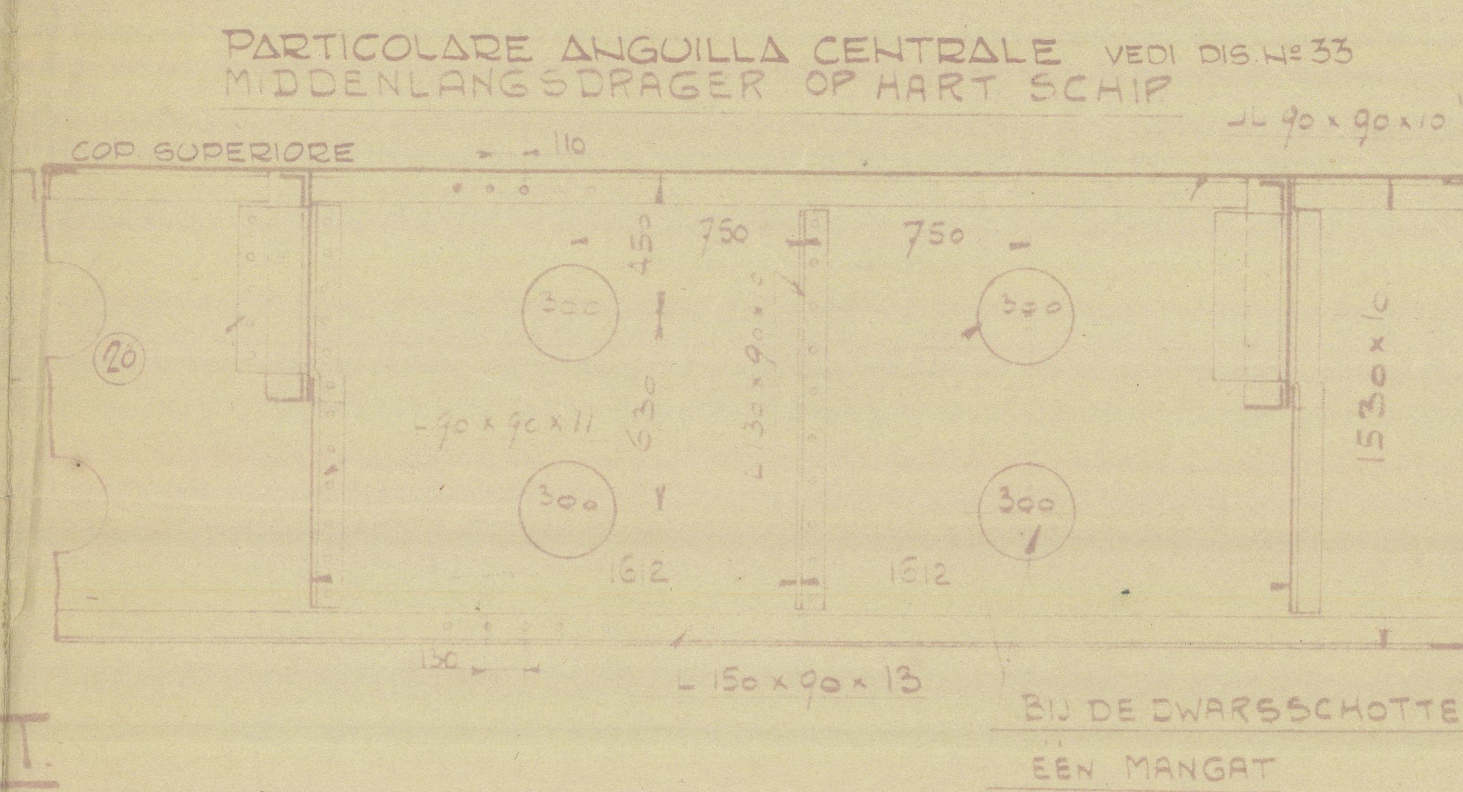 PARTICOLARE ANGUILLA CENTRALE VEDI DIS. Nº 33
MIDDENLANGSDRAGER OP HART SCHIP
⅃L 90 x 90 x 10
COP SUPERIORE
110
450
750
750
300
300
20
L 130 x 90 x 10
1530 x 10
630
L 90 x 90 x 11
300
300
1612
1612
130
L 150 x 90 x 13
BIJ DE DWARSSCHOTTE
EEN MANGAT